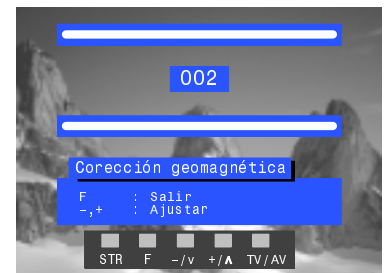 002
Corección geomagnética
F : Salir
-,+ : Ajustar
STR F -/v +/∧ TV/AV